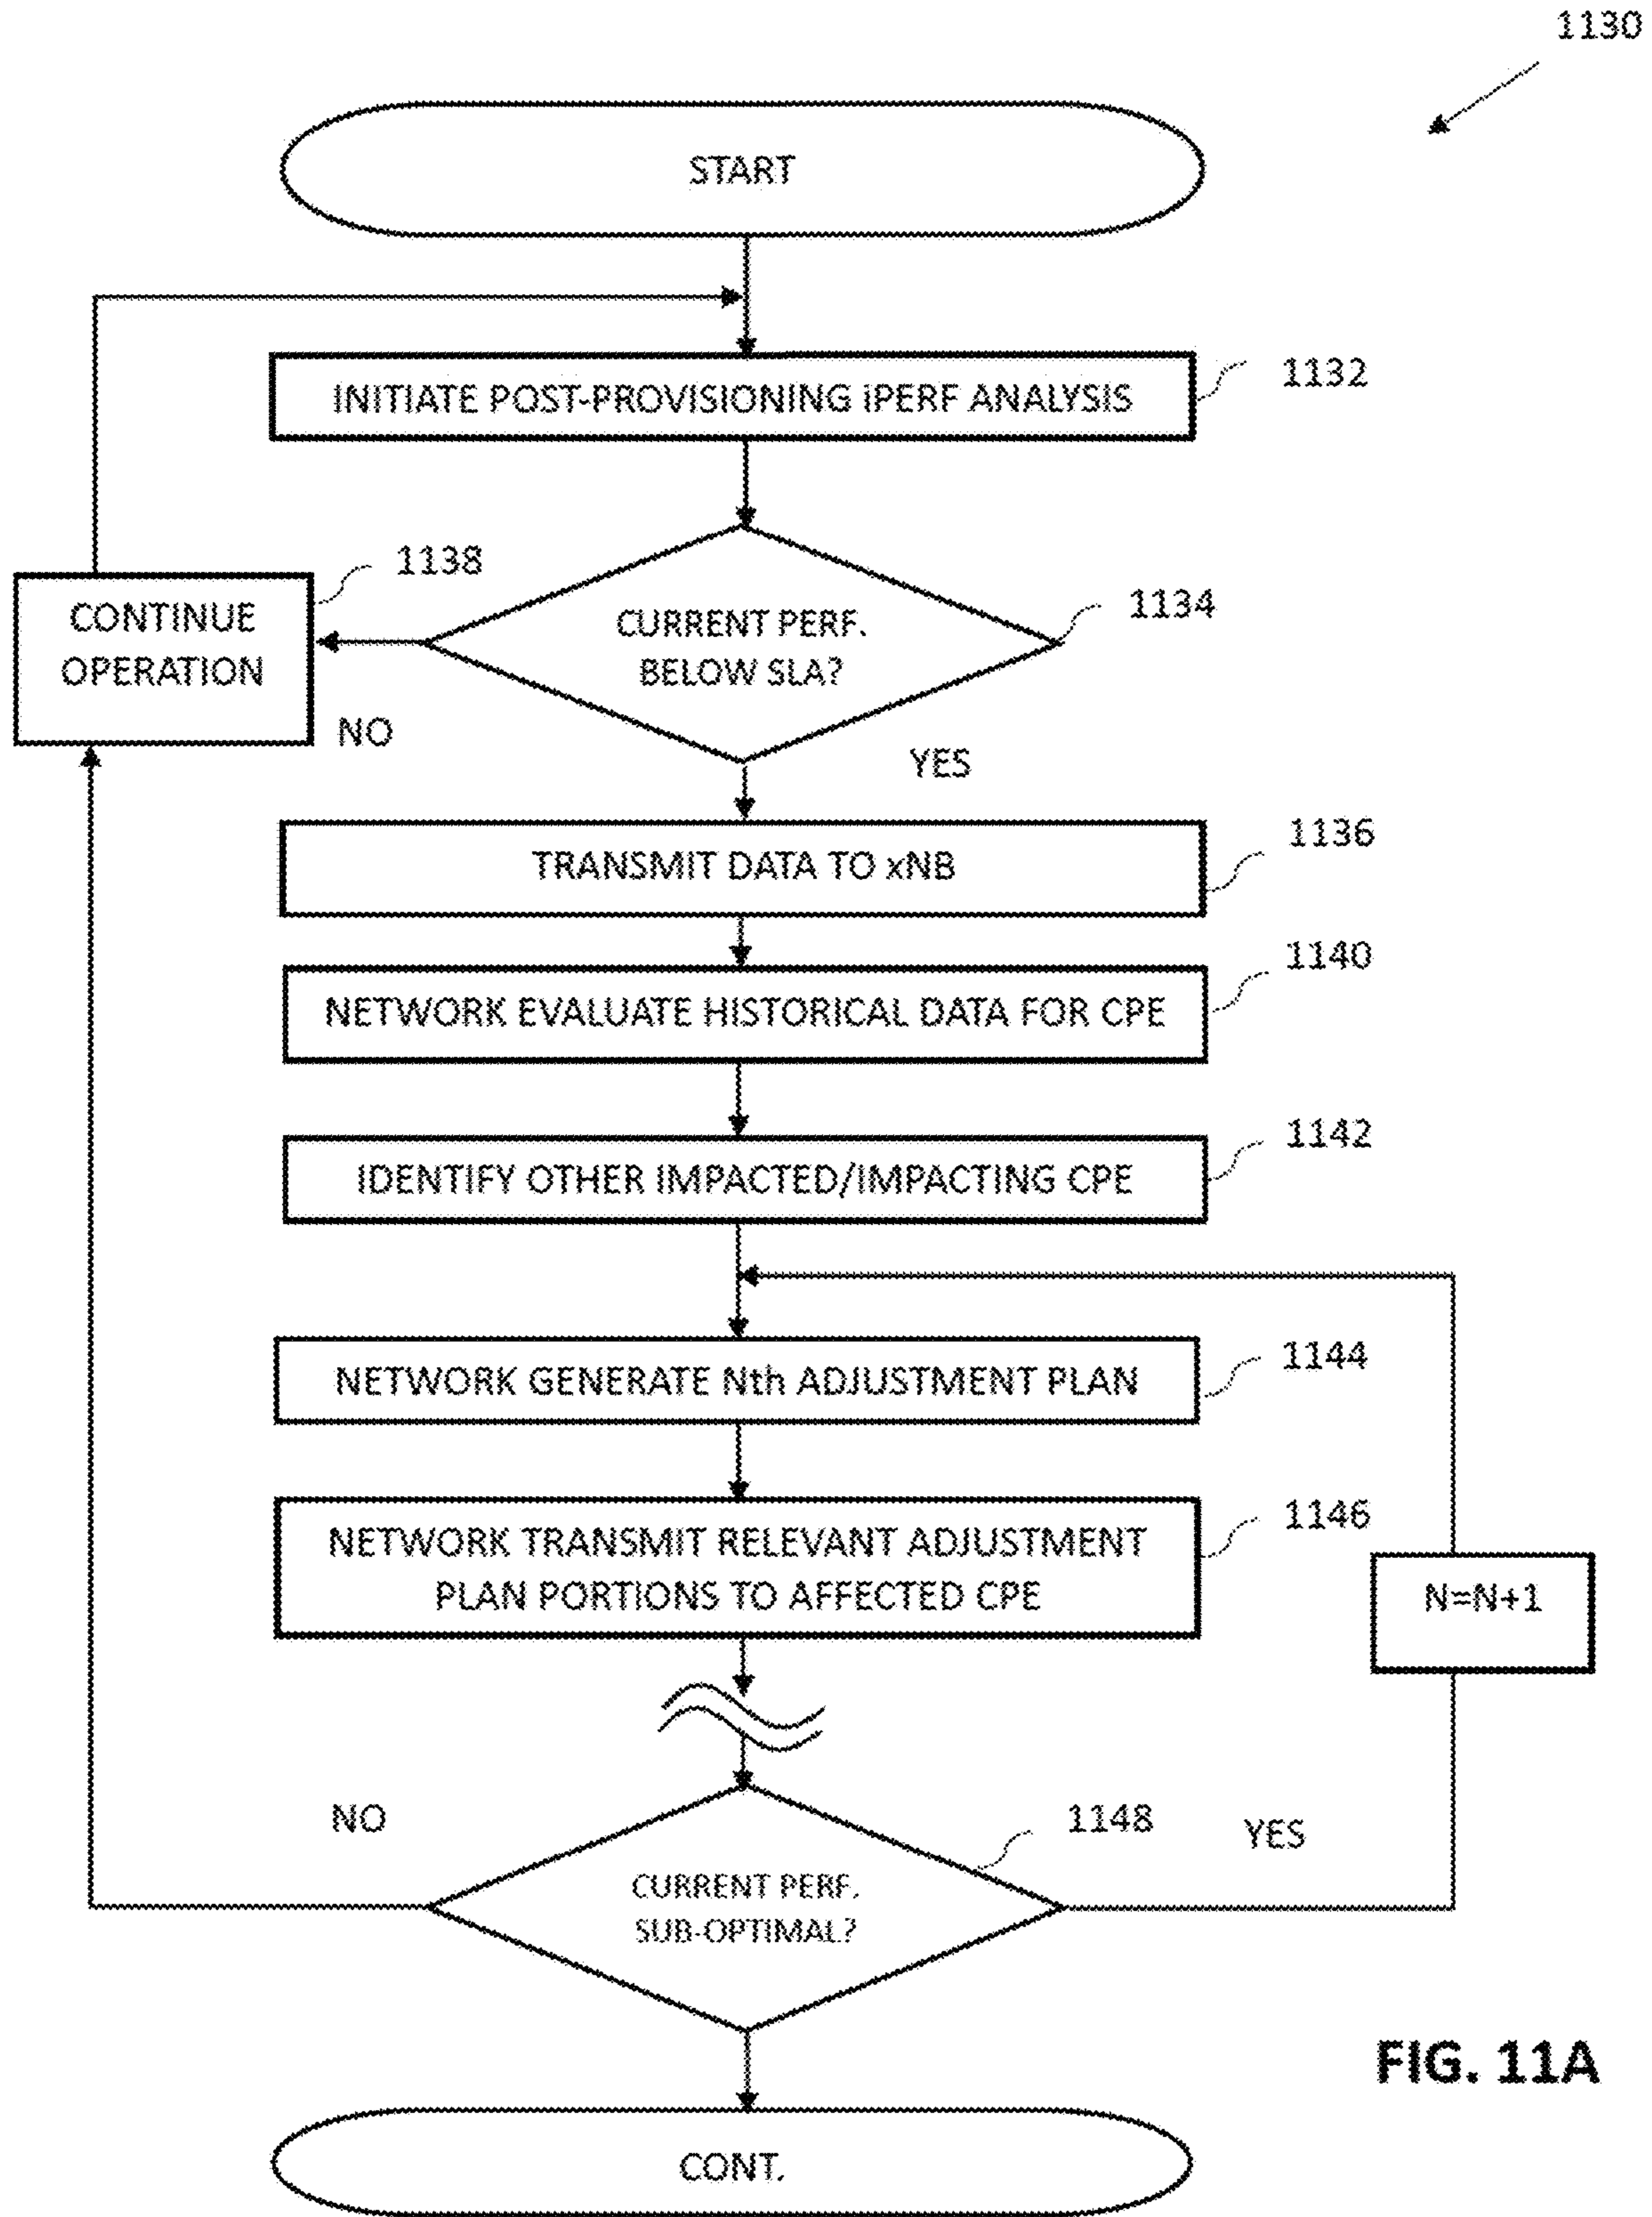 1130
START
INITIATE POST-PROVISIONING iPERF ANALYSIS
1132
1138
CONTINUE
OPERATION
CURRENT PERF.
BELOW SLA?
1134
NO
YES
TRANSMIT DATA TO xNB
1136
NETWORK EVALUATE HISTORICAL DATA FOR CPE
1140
IDENTIFY OTHER IMPACTED/IMPACTING CPE
1142
NETWORK GENERATE Nth ADJUSTMENT PLAN
1144
NETWORK TRANSMIT RELEVANT ADJUSTMENT
PLAN PORTIONS TO AFFECTED CPE
1146
N=N+1
NO
1148
YES
CURRENT PERF.
SUB-OPTIMAL?
FIG. 11A
CONT.